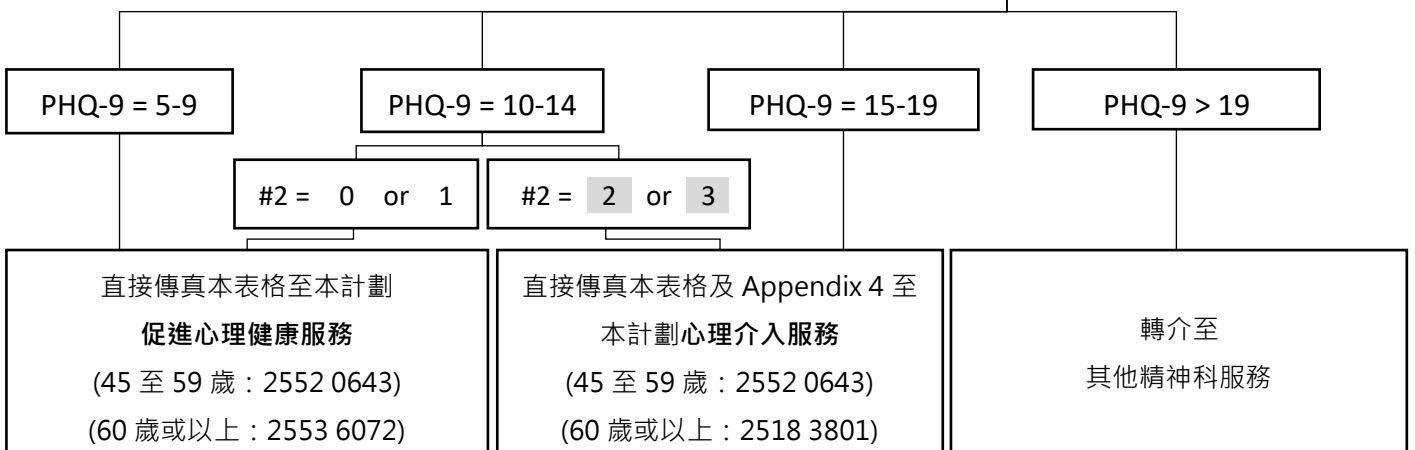 PHQ-9 = 5-9
PHQ-9 = 10-14
PHQ-9 = 15-19
PHQ-9 > 19
#2 = 0 or 1
#2 = 2 or 3
直接傳真本表格至本計劃
促進心理健康服務
(45 至 59 歲：2552 0643)
(60 歲或以上：2553 6072)
直接傳真本表格及 Appendix 4 至
本計劃心理介入服務
(45 至 59 歲：2552 0643)
(60 歲或以上：2518 3801)
轉介至
其他精神科服務